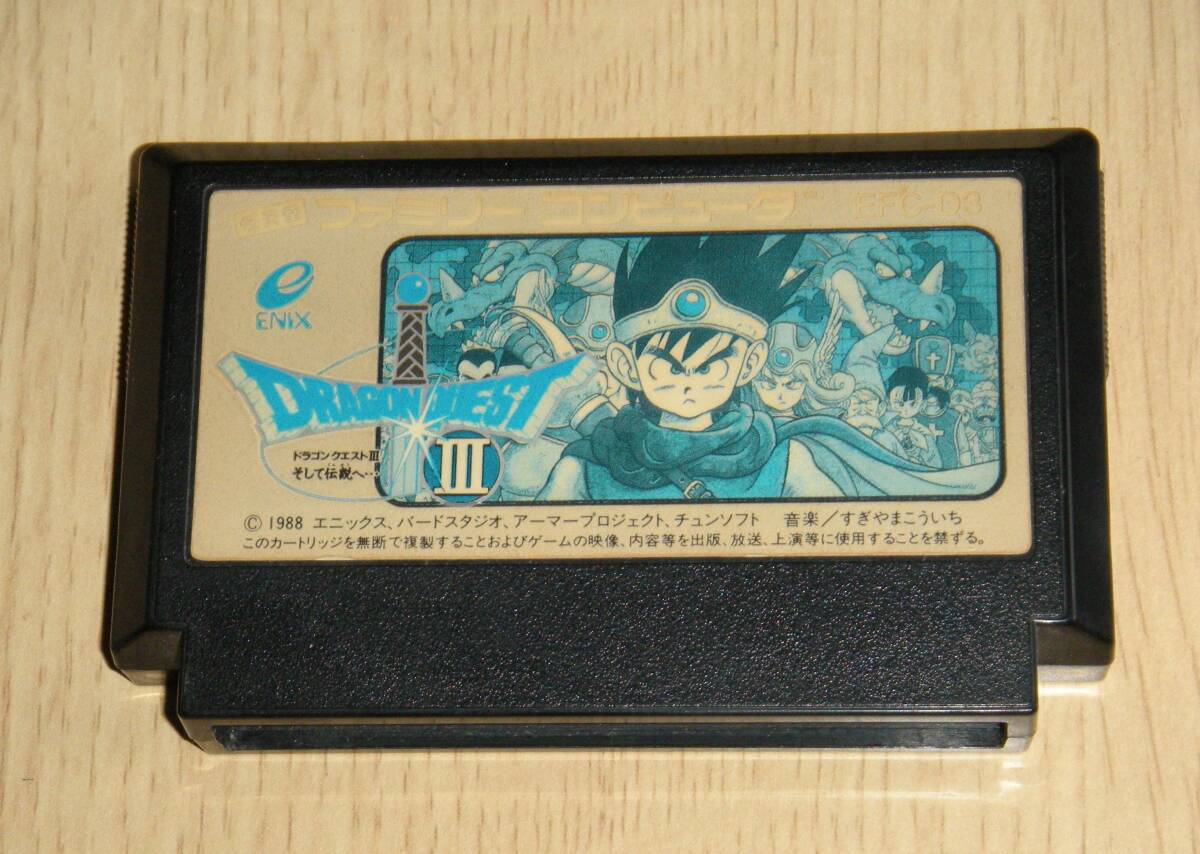 ファミリー コンピュータ™ EFC-D3
ENIX
DRAGON QUEST
III
ドラゴンクエストIII
そして伝説へ…
© 1988 エニックス、バードスタジオ、アーマープロジェクト、チュンソフト 音楽/すぎやまこういち
このカートリッジを無断で複製することおよびゲームの映像、内容等を出版、放送、上演等に使用することを禁ずる。